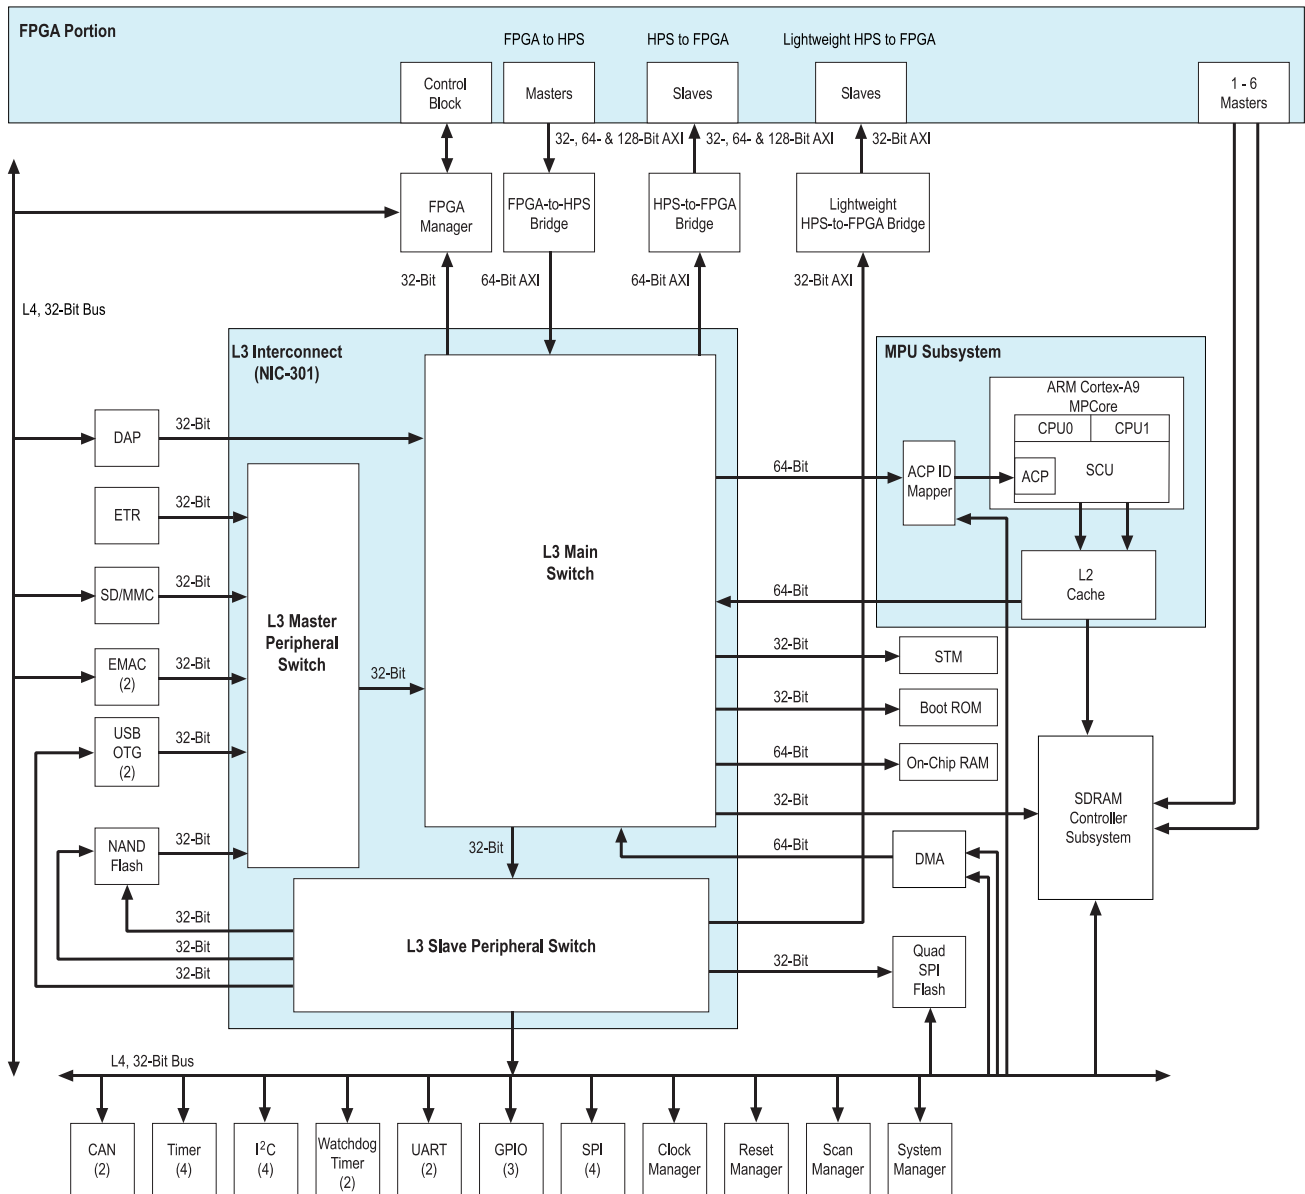 FPGA Portion
FPGA to HPS
HPS to FPGA
Lightweight HPS to FPGA
Control
Block
Masters
Slaves
Slaves
1 - 6
Masters
32-, 64- & 128-Bit AXI
32-, 64- & 128-Bit AXI
32-Bit AXI
FPGA
Manager
FPGA-to-HPS
Bridge
HPS-to-FPGA
Bridge
Lightweight
HPS-to-FPGA Bridge
32-Bit
64-Bit AXI
64-Bit AXI
32-Bit AXI
L4, 32-Bit Bus
L3 Interconnect
(NIC-301)
MPU Subsystem
ARM Cortex-A9
MPCore
CPU0
CPU1
SCU
ACP
ACP ID
Mapper
64-Bit
L2
Cache
64-Bit
DAP
32-Bit
ETR
32-Bit
SD/MMC
32-Bit
EMAC
(2)
32-Bit
USB
OTG
(2)
32-Bit
NAND
Flash
32-Bit
L3 Master
Peripheral
Switch
32-Bit
L3 Main
Switch
32-Bit
STM
32-Bit
Boot ROM
64-Bit
On-Chip RAM
32-Bit
SDRAM
Controller
Subsystem
32-Bit
64-Bit
DMA
32-Bit
32-Bit
32-Bit
L3 Slave Peripheral Switch
32-Bit
Quad
SPI
Flash
L4, 32-Bit Bus
CAN
(2)
Timer
(4)
I²C
(4)
Watchdog
Timer
(2)
UART
(2)
GPIO
(3)
SPI
(4)
Clock
Manager
Reset
Manager
Scan
Manager
System
Manager